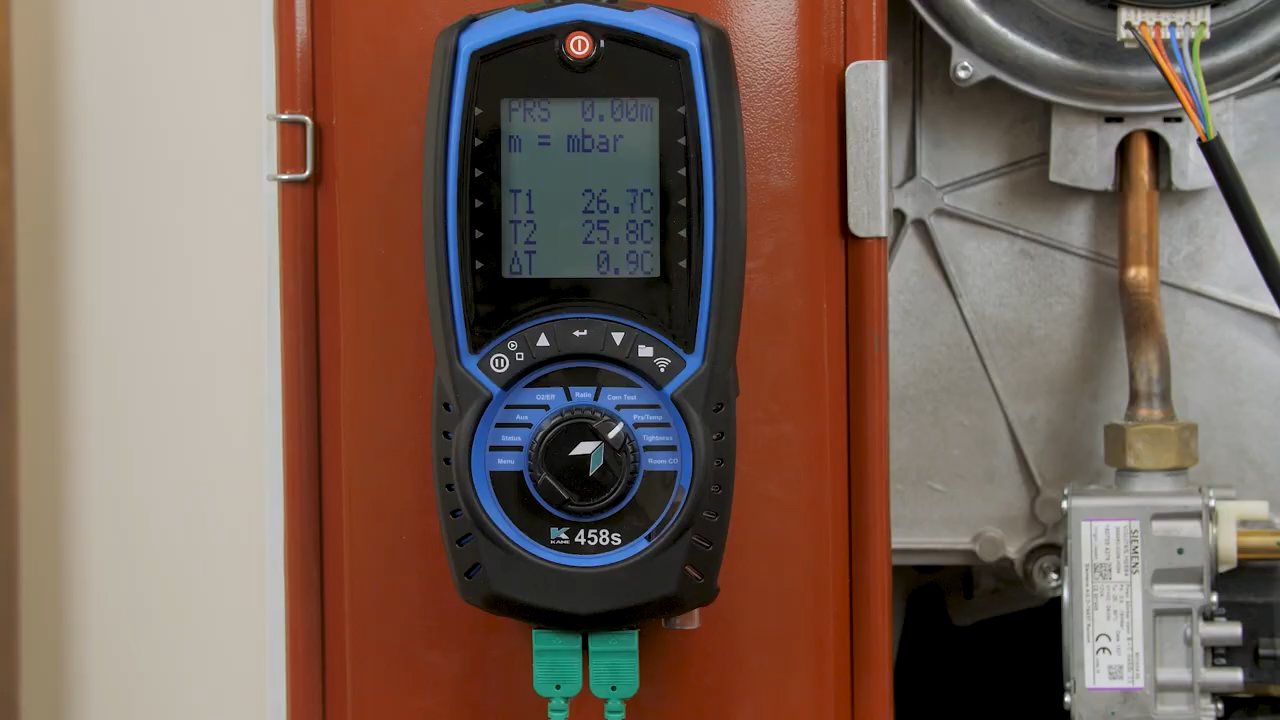 PRS 0.00m
m = mbar
T1 26.7C
T2 25.8C
ΔT 0.9C
O2/Eff
Ratio
Com Test
Aux
Prs/Temp
Status
Tightness
Menu
Room CO
KANE 458s
SIEMENS
CE